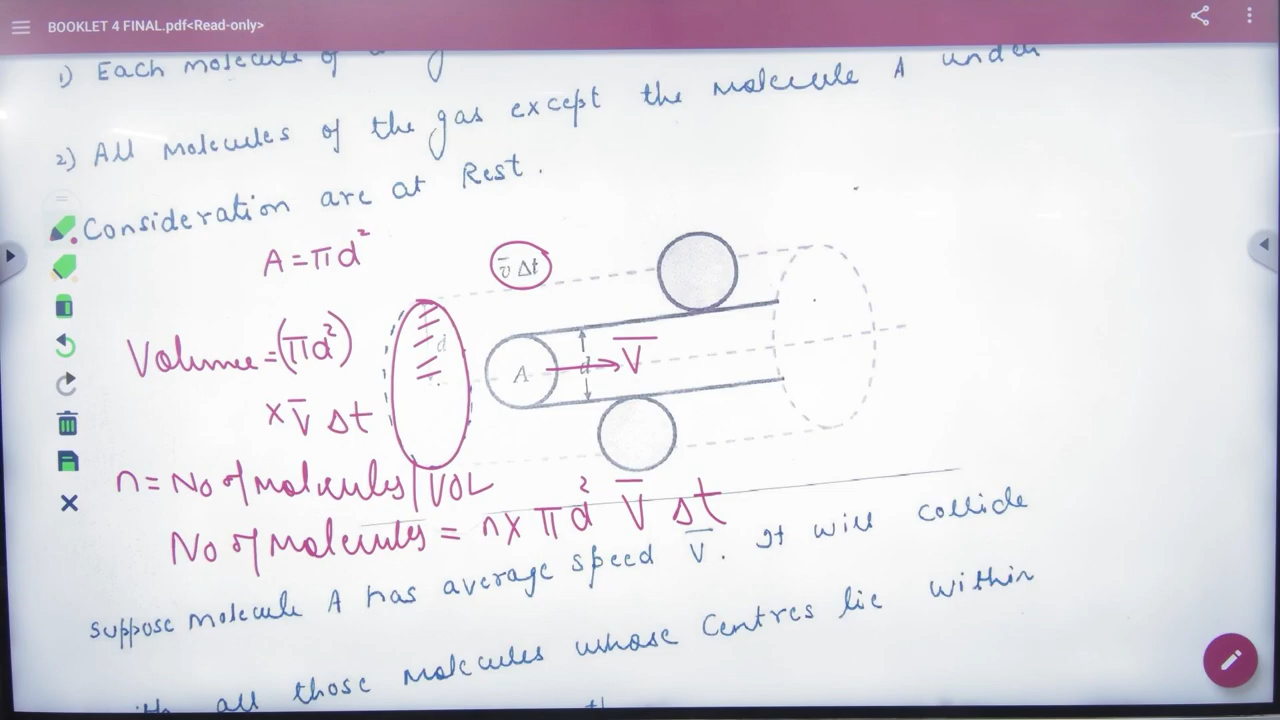 BOOKLET 4 FINAL.pdf<Read-only>
1) Each molecule of a
2) All molecules of the gas except the molecule A under
Consideration are at Rest.
A = πd²
v̅ Δt
Volume = (πd²)
× V̅ Δt
d
A
d
V̅
n = No of molecules | VOL
No of molecules = n × πd² V̅ Δt
suppose molecule A has average speed V̅. It will collide
with all those molecules whose Centres lie within